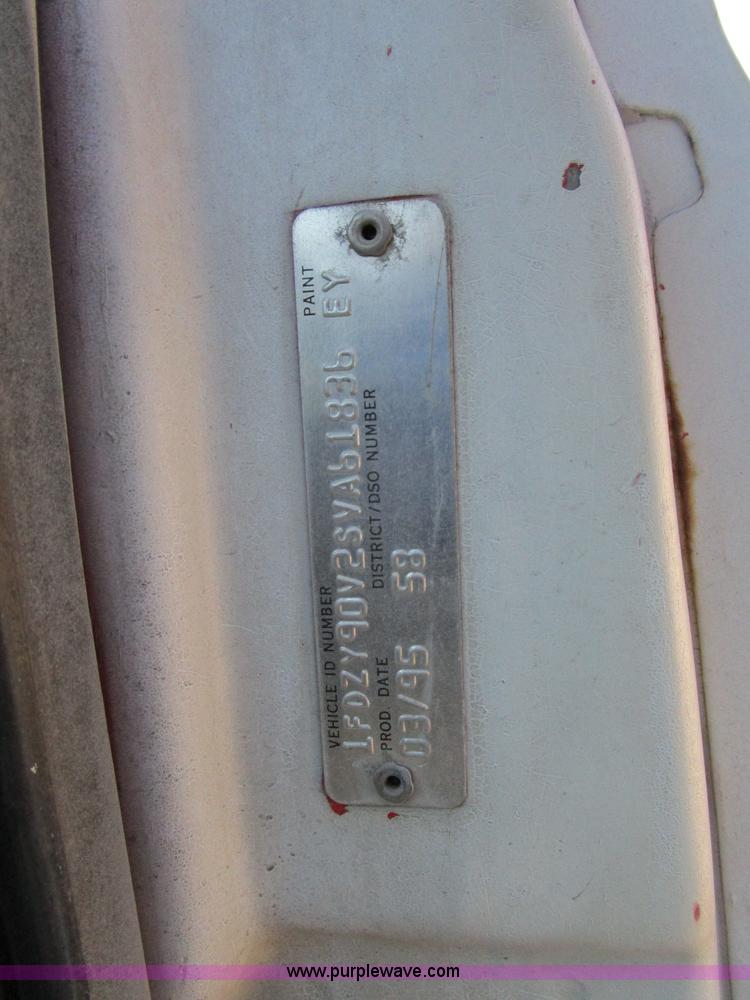 VEHICLE ID NUMBER PAINT
1FDZY90V2SVA61836 EY
PROD. DATE DISTRICT/DSO NUMBER
03/95 58
www.purplewave.com